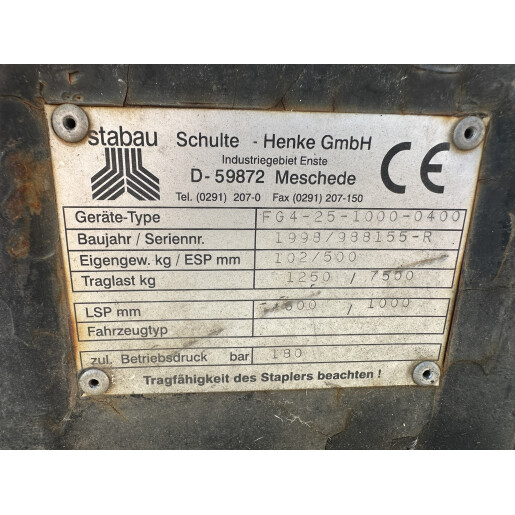 stabau
Schulte - Henke GmbH
Industriegebiet Enste
D-59872 Meschede
Tel. (0291) 207-0 Fax (0291) 207-150
CE
Geräte-Type FG4-25-1000-0400
Baujahr / Seriennr. 1998/988155-R
Eigengew. kg / ESP mm 102/500
Traglast kg 1250 / 7500
LSP mm / 1000
Fahrzeugtyp
zul. Betriebsdruck bar 180
Tragfähigkeit des Staplers beachten !